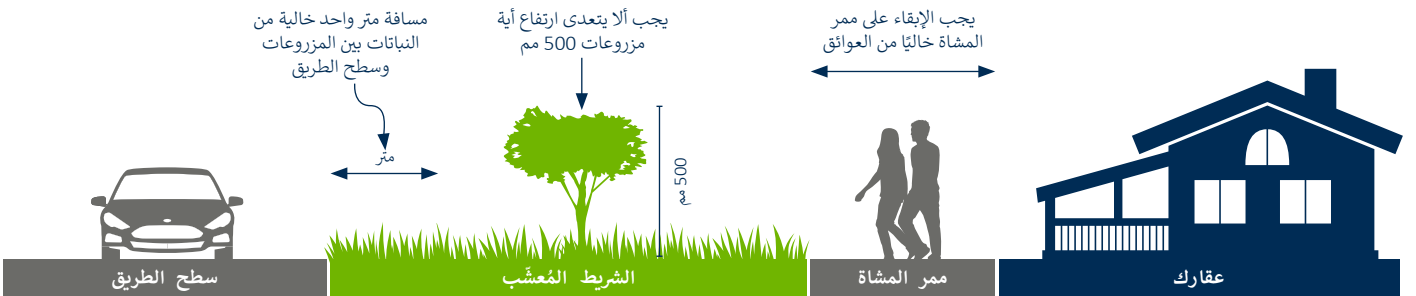 يجب الإبقاء على ممر
المشاة خاليًا من العوائق
يجب ألا يتعدى ارتفاع أية
مزروعات 500 مم
مسافة متر واحد خالية من
النباتات بين المزروعات
وسطح الطريق
متر
500 مم
عقارك
ممر المشاة
الشريط المُعشَّب
سطح الطريق